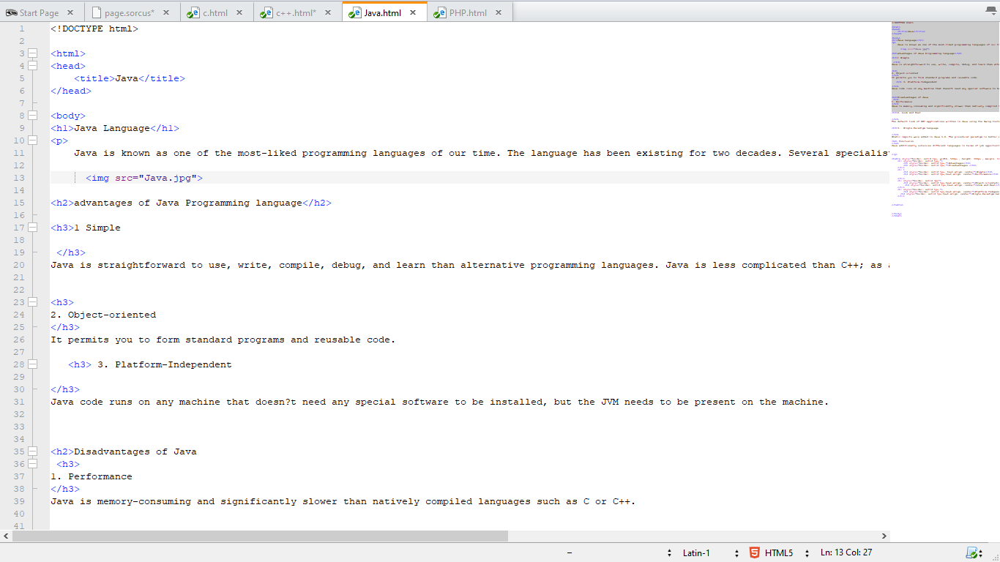 Start Page page.sorcus* c.html c++.html* Java.html PHP.html
1 <!DOCTYPE html>
2
3 <html>
4 <head>
5 <title>Java</title>
6 </head>
7
8 <body>
9 <h1>Java Language</h1>
10 <p>
11 Java is known as one of the most-liked programming languages of our time. The language has been existing for two decades. Several specialis
12
13 <img src="Java.jpg">
14
15 <h2>advantages of Java Programming language</h2>
16
17 <h3>1 Simple
18
19 </h3>
20 Java is straightforward to use, write, compile, debug, and learn than alternative programming languages. Java is less complicated than C++; as
21
22
23 <h3>
24 2. Object-oriented
25 </h3>
26 It permits you to form standard programs and reusable code.
27
28 <h3> 3. Platform-Independent
29
30 </h3>
31 Java code runs on any machine that doesn?t need any special software to be installed, but the JVM needs to be present on the machine.
32
33
34
35 <h2>Disadvantages of Java
36 <h3>
37 1. Performance
38 </h3>
39 Java is memory-consuming and significantly slower than natively compiled languages such as C or C++.
40
41
– Latin-1 HTML5 Ln: 13 Col: 27